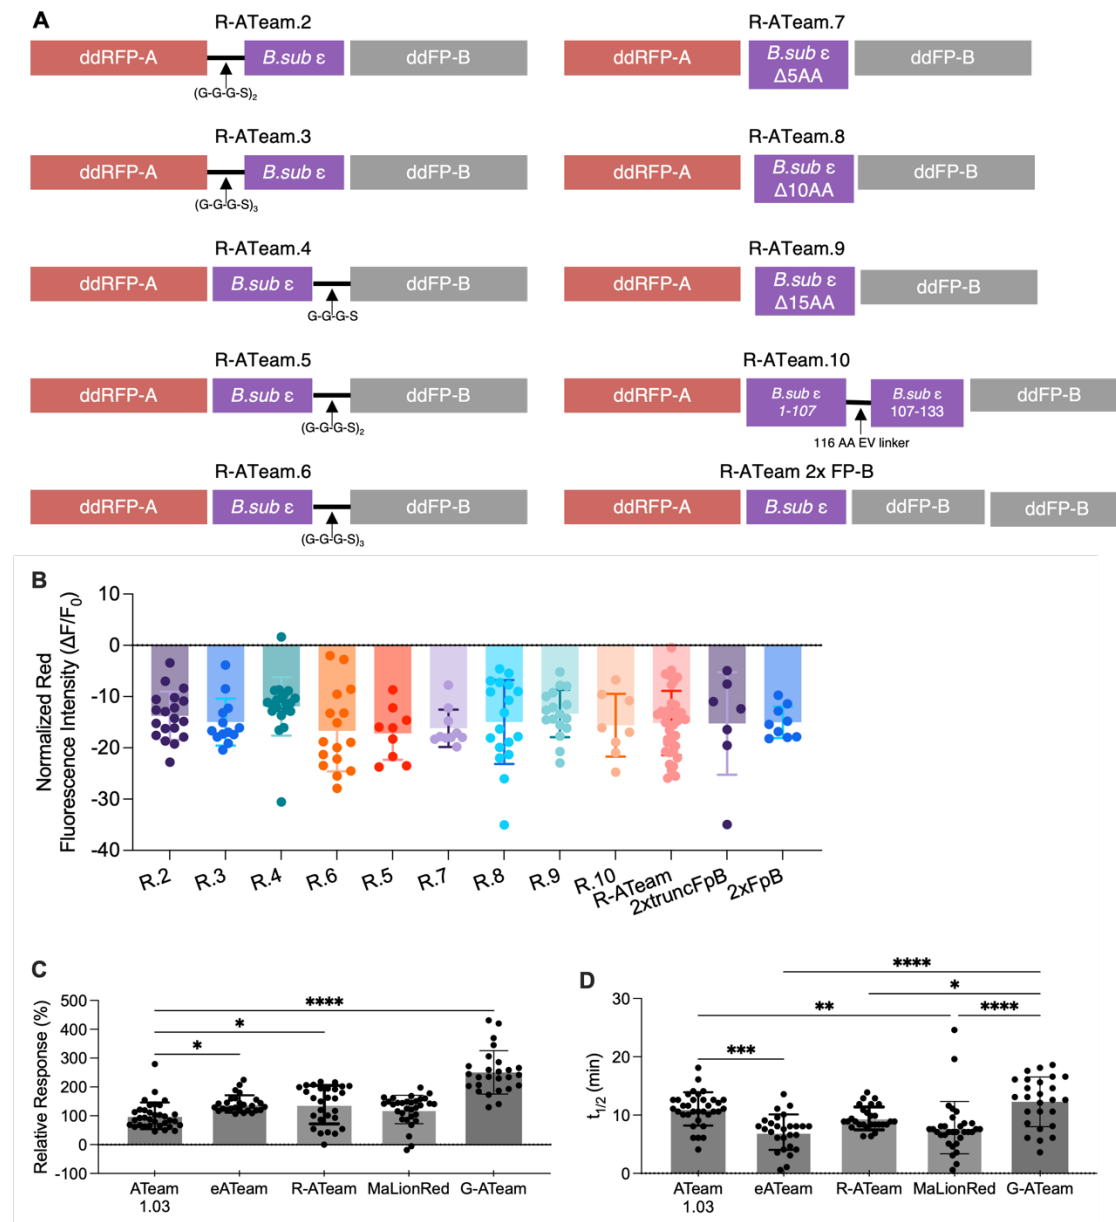 A
R-ATeam.2
ddRFP-A B.sub ε ddFP-B
(G-G-G-S)2
R-ATeam.3
ddRFP-A B.sub ε ddFP-B
(G-G-G-S)3
R-ATeam.4
ddRFP-A B.sub ε ddFP-B
G-G-G-S
R-ATeam.5
ddRFP-A B.sub ε ddFP-B
(G-G-G-S)2
R-ATeam.6
ddRFP-A B.sub ε ddFP-B
(G-G-G-S)3
R-ATeam.7
ddRFP-A B.sub ε ddFP-B
Δ5AA
R-ATeam.8
ddRFP-A B.sub ε ddFP-B
Δ10AA
R-ATeam.9
ddRFP-A B.sub ε ddFP-B
Δ15AA
R-ATeam.10
ddRFP-A B.sub ε B.sub ε ddFP-B
1-107 107-133
116 AA EV linker
R-ATeam 2x FP-B
ddRFP-A B.sub ε ddFP-B ddFP-B
B
Normalized Red
Fluorescence Intensity (ΔF/F0)
10
0
-10
-20
-30
-40
R.2 R.3 R.4 R.6 R.5 R.7 R.8 R.9 R.10 R-ATeam 2xtruncFpB 2xFpB
C
Relative Response (%)
500
400
300
200
100
0
-100
****
*
*
ATeam eATeam R-ATeam MaLionRed G-ATeam
1.03
D
t1/2 (min)
30
20
10
0
****
*
** ****
***
ATeam eATeam R-ATeam MaLionRed G-ATeam
1.03